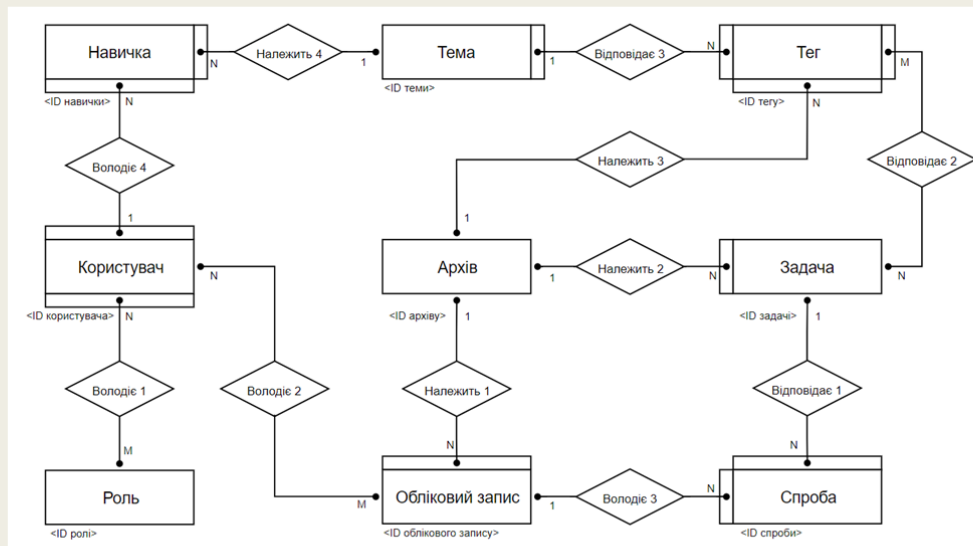 Навичка
Належить 4
Тема
Відповідає 3
Тег
N
1
1
N
M
<ID навички>
N
<ID теми>
<ID тегу>
N
Володіє 4
Належить 3
Відповідає 2
1
1
Користувач
N
Архів
1
Належить 2
N
Задача
N
<ID користувача>
N
<ID архіву>
1
<ID задачі>
1
Володіє 1
Володіє 2
Належить 1
Відповідає 1
M
N
N
Роль
M
Обліковий запис
1
Володіє 3
N
Спроба
<ID ролі>
<ID облікового запису>
<ID спроби>